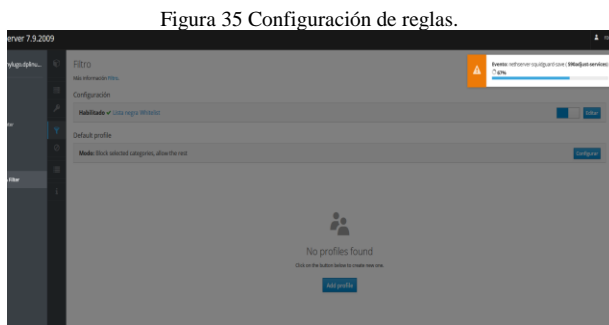 Figura 35 Configuración de reglas.
erver 7.9.2009
Filtro
Más información Filtro.
Evento: nethserver-squidguard-save ( S90adjust-services)
67%
Configuración
Habilitado ✔ Lista negra Whitelist
Editar
Default profile
Modo: Block selected categories, allow the rest
Configurar
Filter
No profiles found
Click on the button below to create new one.
Add profile